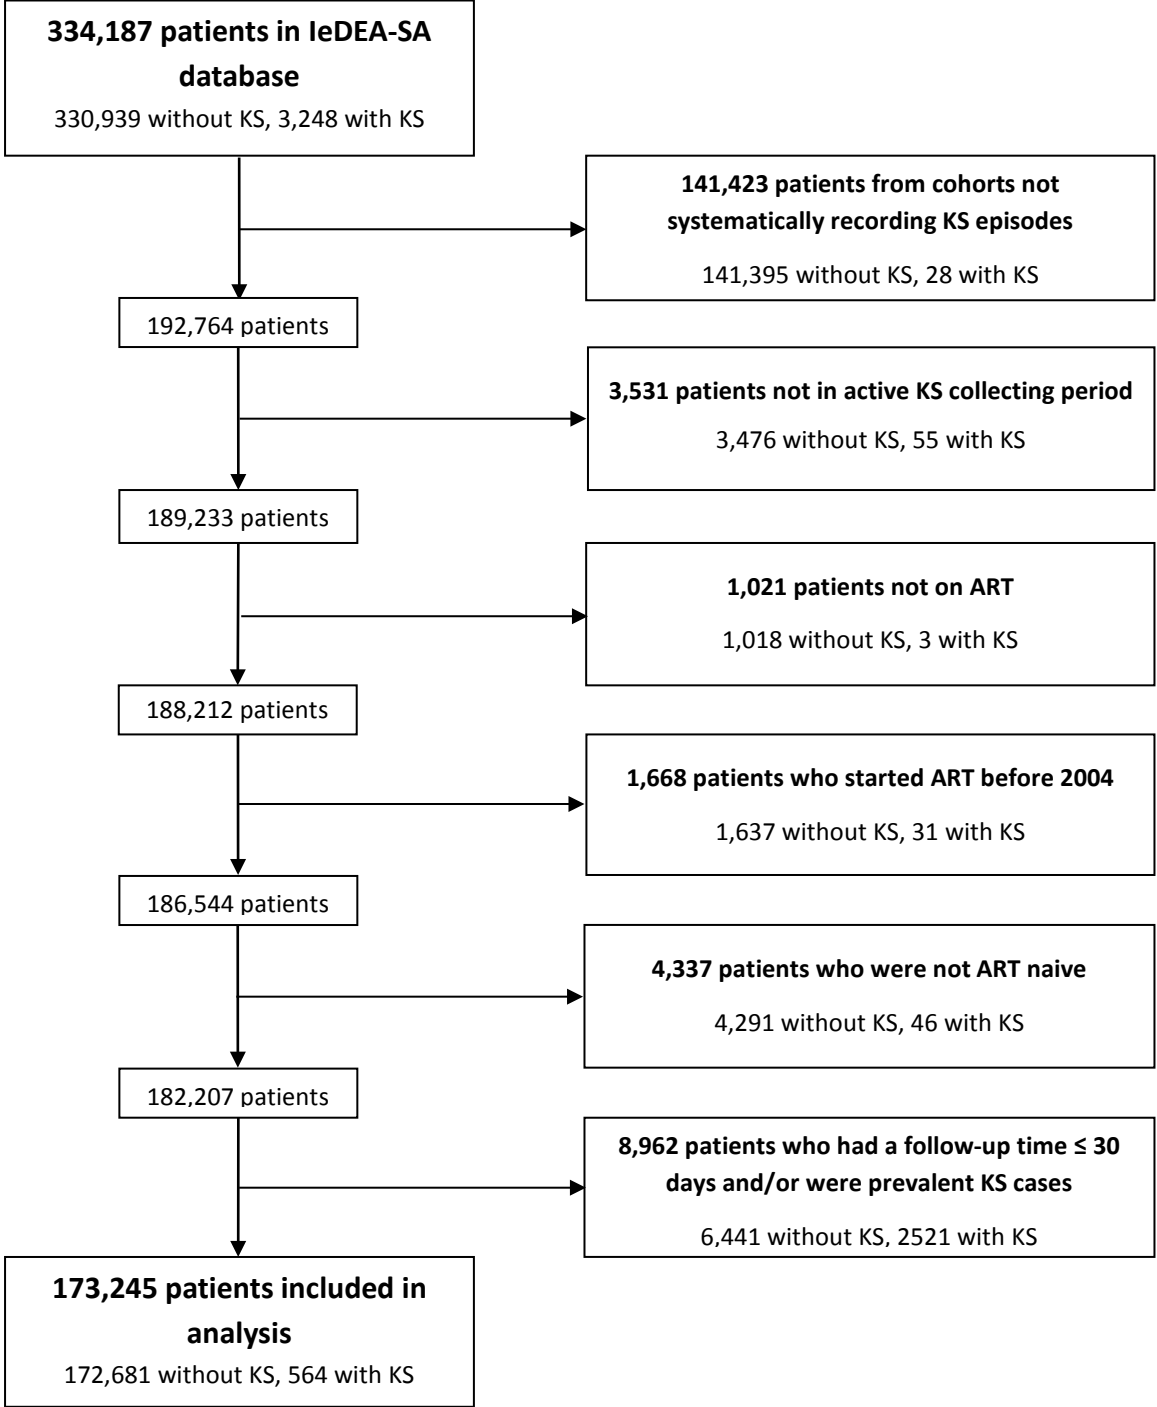 334,187 patients in IeDEA-SA
database
330,939 without KS, 3,248 with KS
141,423 patients from cohorts not
systematically recording KS episodes
141,395 without KS, 28 with KS
192,764 patients
3,531 patients not in active KS collecting period
3,476 without KS, 55 with KS
189,233 patients
1,021 patients not on ART
1,018 without KS, 3 with KS
188,212 patients
1,668 patients who started ART before 2004
1,637 without KS, 31 with KS
186,544 patients
4,337 patients who were not ART naive
4,291 without KS, 46 with KS
182,207 patients
8,962 patients who had a follow-up time ≤ 30
days and/or were prevalent KS cases
6,441 without KS, 2521 with KS
173,245 patients included in
analysis
172,681 without KS, 564 with KS